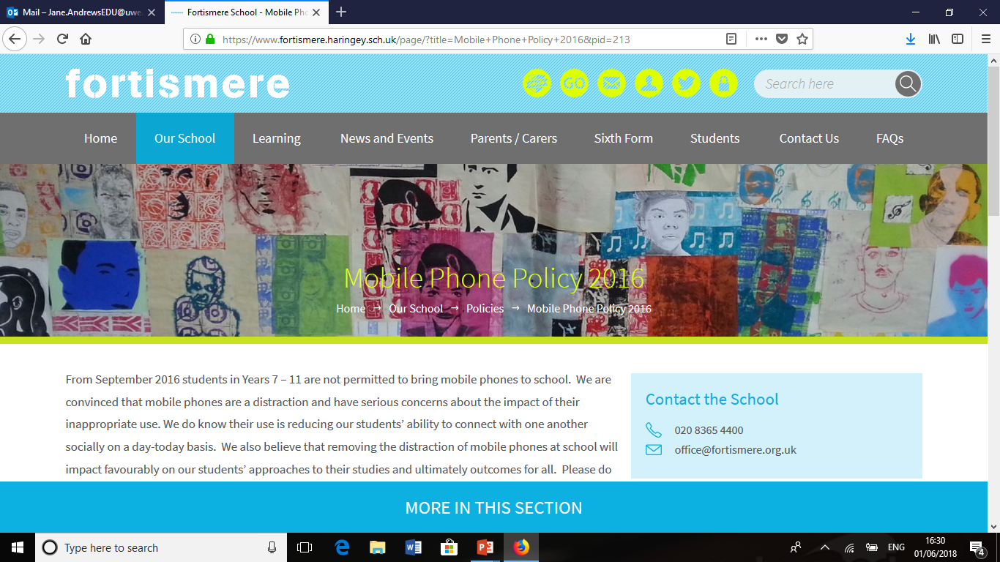 Mail – Jane.AndrewsEDU@uwe
Fortismere School - Mobile Pho
https://www.fortismere.haringey.sch.uk/page/?title=Mobile+Phone+Policy+2016&pid=213
fortismere
GO
Search here
Home Our School Learning News and Events Parents / Carers Sixth Form Students Contact Us FAQs
Mobile Phone Policy 2016
Home → Our School → Policies → Mobile Phone Policy 2016
From September 2016 students in Years 7 – 11 are not permitted to bring mobile phones to school. We are
convinced that mobile phones are a distraction and have serious concerns about the impact of their
inappropriate use. We do know their use is reducing our students’ ability to connect with one another
socially on a day-today basis. We also believe that removing the distraction of mobile phones at school will
impact favourably on our students’ approaches to their studies and ultimately outcomes for all. Please do
Contact the School
020 8365 4400
office@fortismere.org.uk
MORE IN THIS SECTION
Type here to search
ENG
16:30
01/06/2018
4